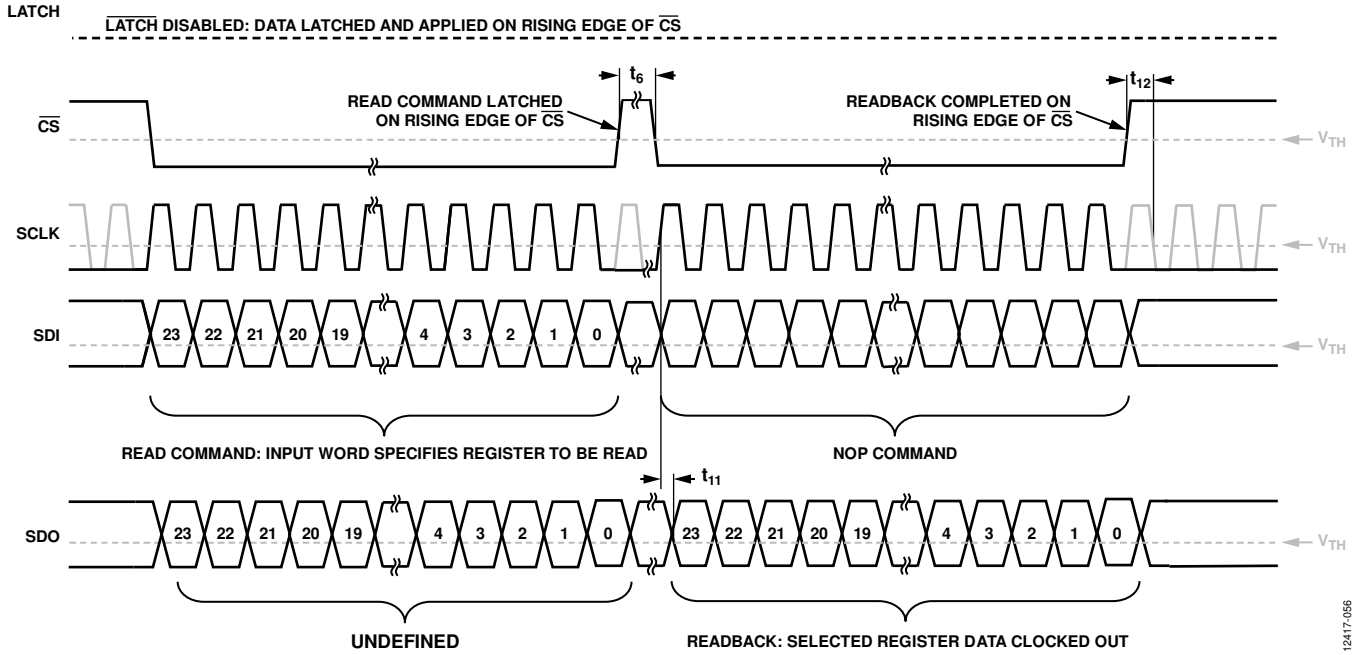 LATCH
LATCH DISABLED: DATA LATCHED AND APPLIED ON RISING EDGE OF CS
t6
t12
READ COMMAND LATCHED
ON RISING EDGE OF CS
READBACK COMPLETED ON
RISING EDGE OF CS
CS
VTH
SCLK
VTH
SDI
23 22 21 20 19 4 3 2 1 0
VTH
READ COMMAND: INPUT WORD SPECIFIES REGISTER TO BE READ
NOP COMMAND
t11
SDO
23 22 21 20 19 4 3 2 1 0 23 22 21 20 19 4 3 2 1 0
VTH
UNDEFINED
READBACK: SELECTED REGISTER DATA CLOCKED OUT
12417-056